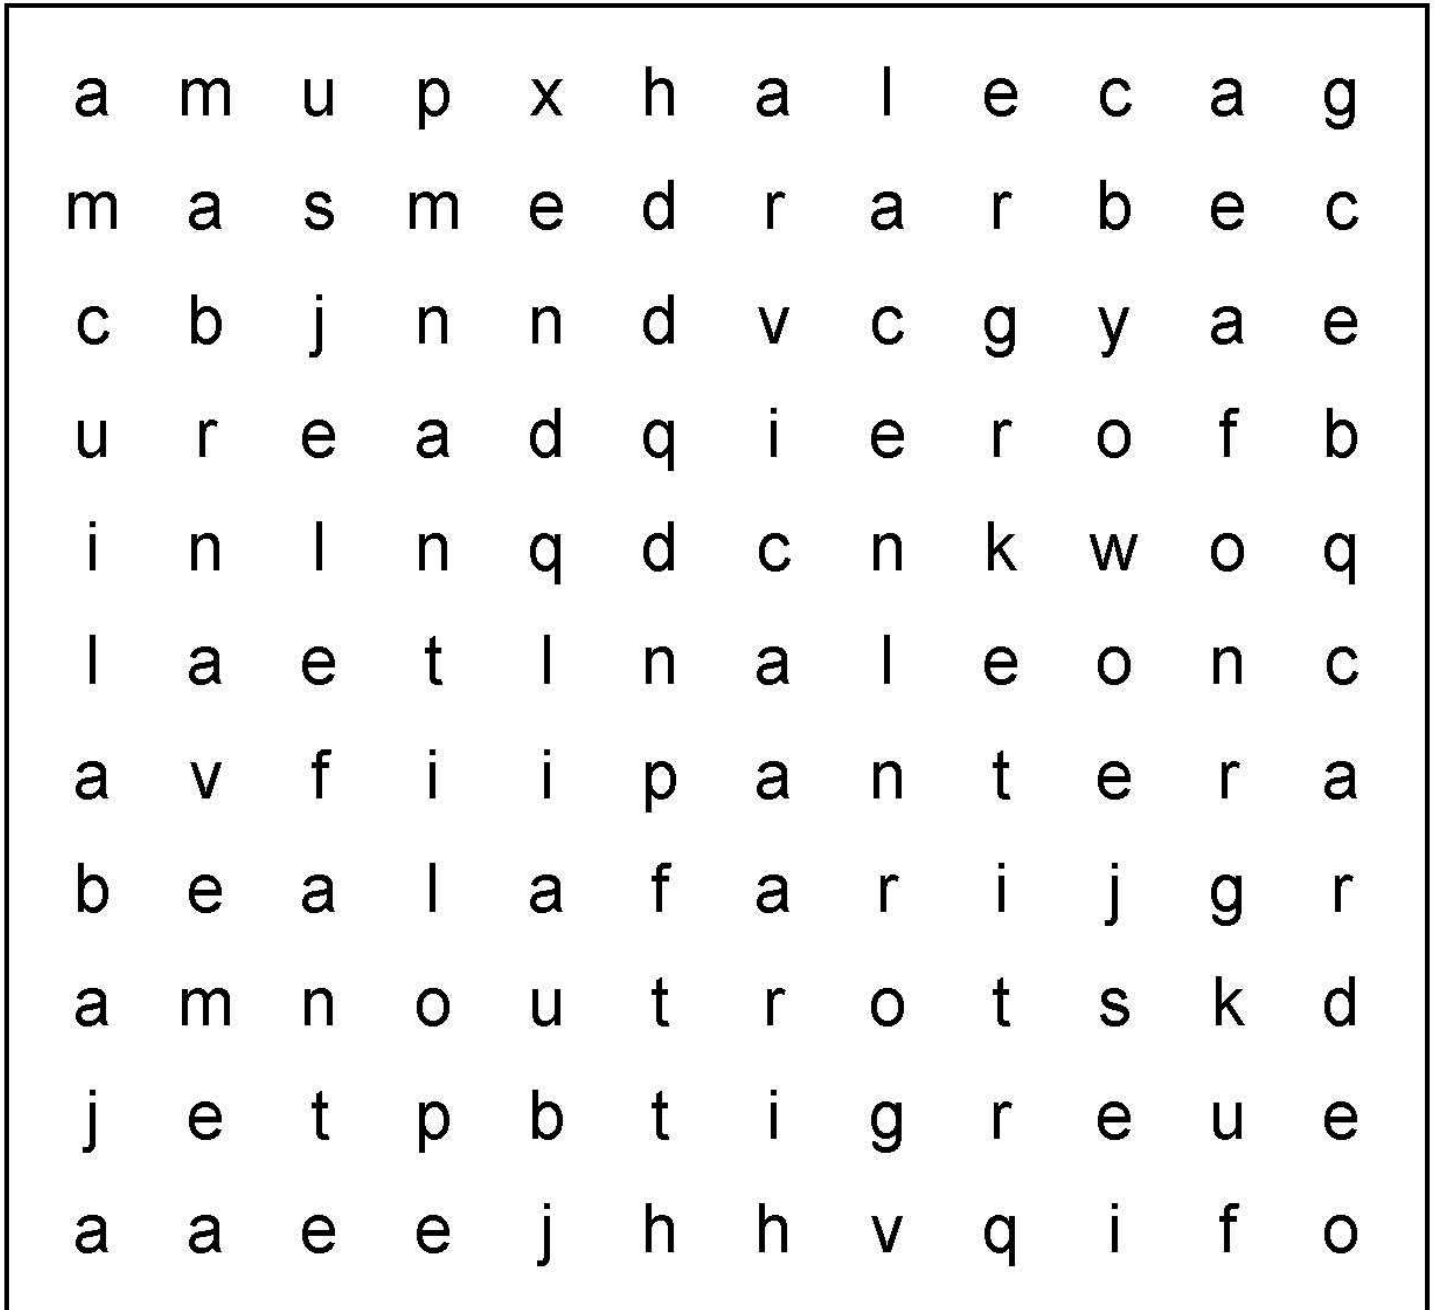 a m u p x h a l e c a g
m a s m e d r a r b e c
c b j n n d v c g y a e
u r e a d q i e r o f b
i n l n q d c n k w o q
l a e t l n a l e o n c
a v f i i p a n t e r a
b e a l a f a r i j g r
a m n o u t r o t s k d
j e t p b t i g r e u e
a a e e j h h v q i f o